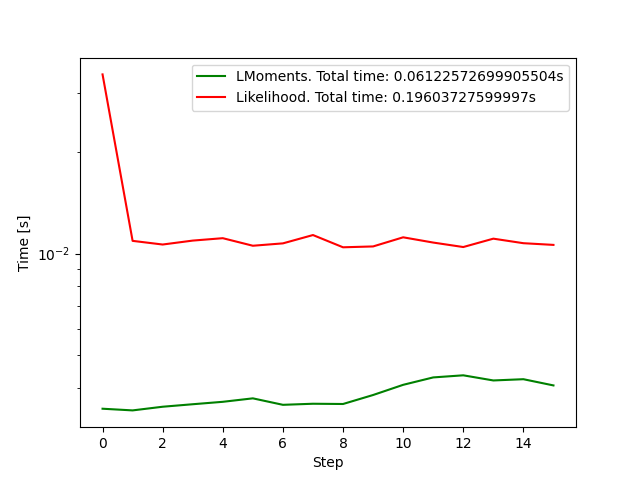 LMoments. Total time: 0.06122572699905504s
Likelihood. Total time: 0.19603727599997s
Time [s]
10⁻²
0 2 4 6 8 10 12 14
Step